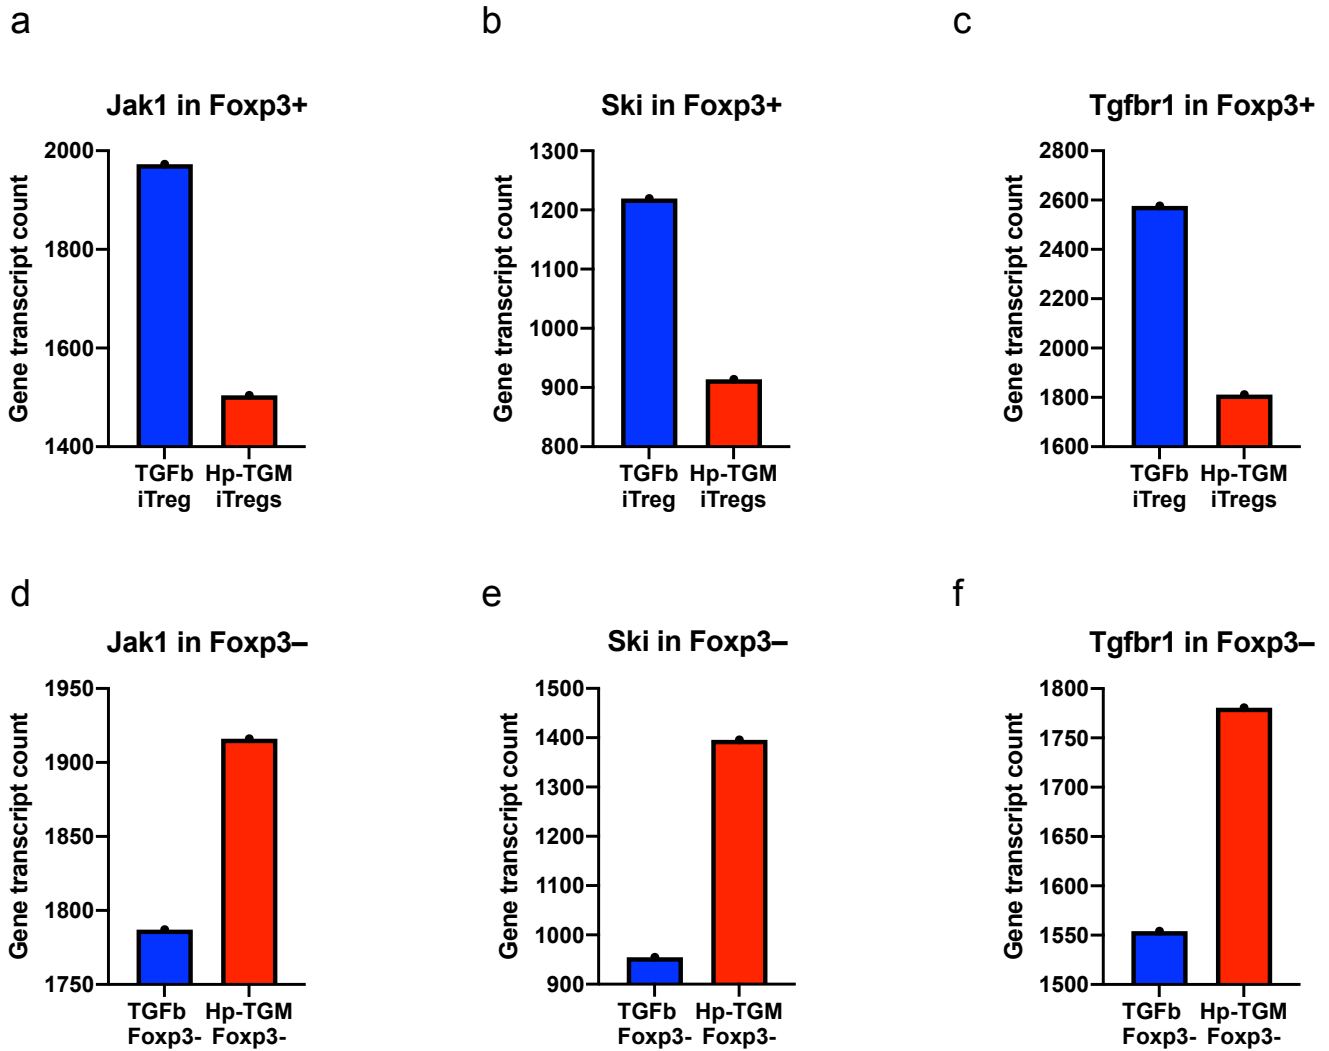 a
b
c
Jak1 in Foxp3+
Ski in Foxp3+
Tgfbr1 in Foxp3+
Gene transcript count
2000
1800
1600
1400
TGFb Hp-TGM
iTreg iTregs
Gene transcript count
1300
1200
1100
1000
900
800
TGFb Hp-TGM
iTreg iTregs
Gene transcript count
2800
2600
2400
2200
2000
1800
1600
TGFb Hp-TGM
iTreg iTregs
d
e
f
Jak1 in Foxp3–
Ski in Foxp3–
Tgfbr1 in Foxp3–
Gene transcript count
1950
1900
1850
1800
1750
TGFb Hp-TGM
Foxp3- Foxp3-
Gene transcript count
1500
1400
1300
1200
1100
1000
900
TGFb Hp-TGM
Foxp3- Foxp3-
Gene transcript count
1800
1750
1700
1650
1600
1550
1500
TGFb Hp-TGM
Foxp3- Foxp3-